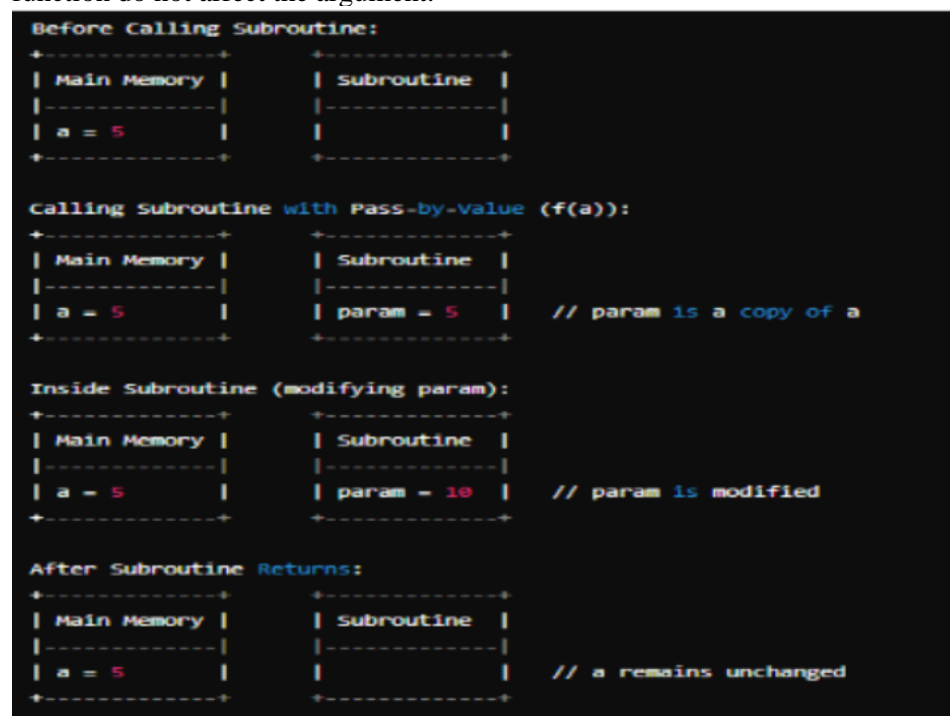 function do not affect the argument.
Before Calling Subroutine:
+-------------+      +-------------+
| Main Memory |      | Subroutine  |
|-------------|      |-------------|
| a = 5       |      |             |
+-------------+      +-------------+
Calling Subroutine with Pass-by-Value (f(a)):
+-------------+      +-------------+
| Main Memory |      | Subroutine  |
|-------------|      |-------------|
| a = 5       |      | param = 5   |   // param is a copy of a
+-------------+      +-------------+
Inside Subroutine (modifying param):
+-------------+      +-------------+
| Main Memory |      | Subroutine  |
|-------------|      |-------------|
| a = 5       |      | param = 10  |   // param is modified
+-------------+      +-------------+
After Subroutine Returns:
+-------------+      +-------------+
| Main Memory |      | Subroutine  |
|-------------|      |-------------|
| a = 5       |      |             |   // a remains unchanged
+-------------+      +-------------+